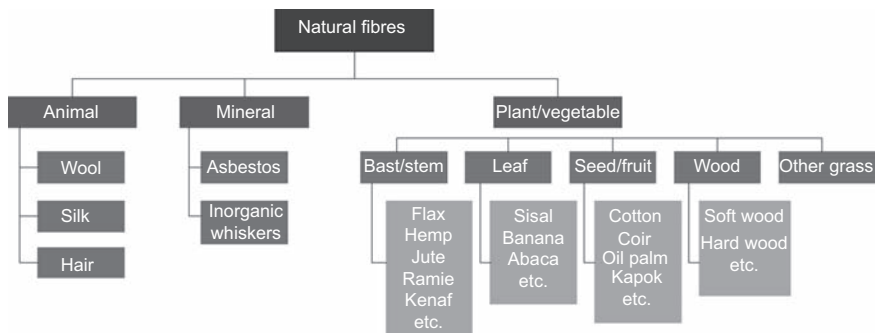 Natural fibres
Animal
Mineral
Plant/vegetable
Wool
Silk
Hair
Asbestos
Inorganic
whiskers
Bast/stem
Leaf
Seed/fruit
Wood
Other grass
Flax
Hemp
Jute
Ramie
Kenaf
etc.
Sisal
Banana
Abaca
etc.
Cotton
Coir
Oil palm
Kapok
etc.
Soft wood
Hard wood
etc.